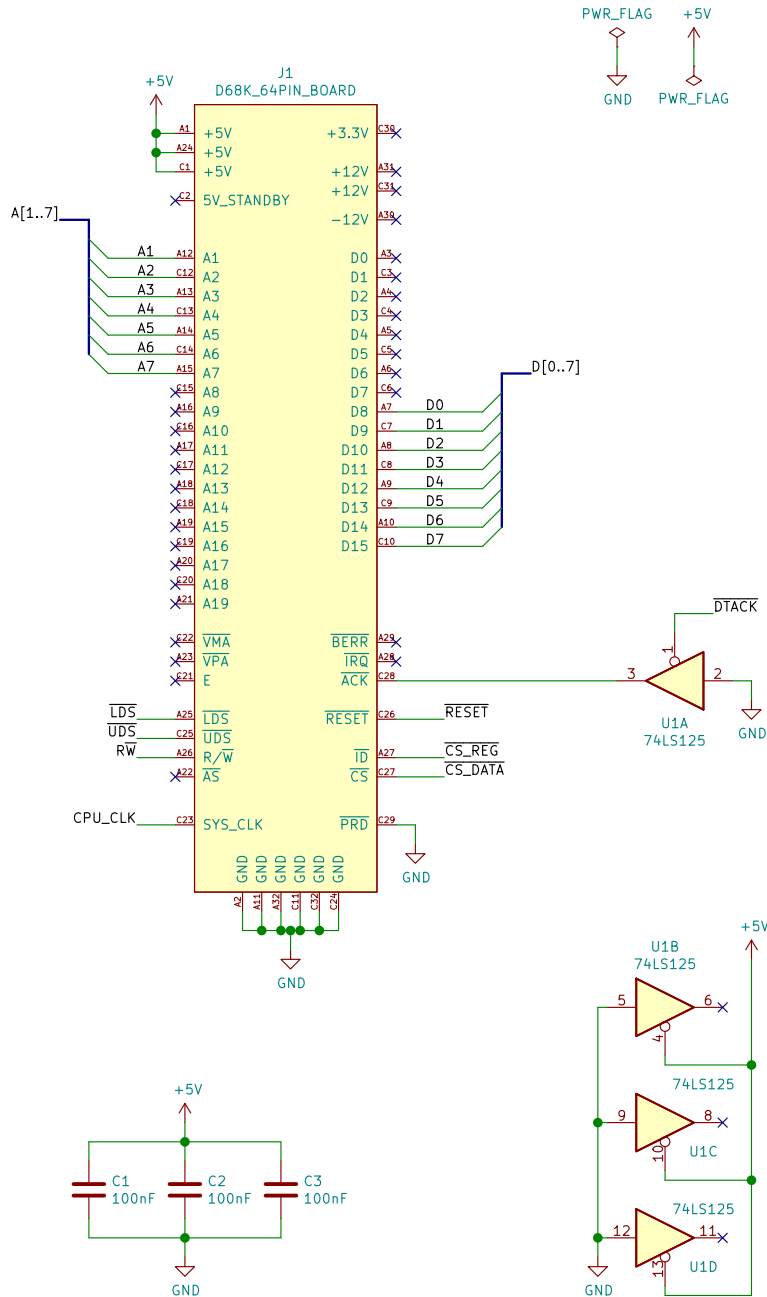 PWR_FLAG
+5V
GND
PWR_FLAG
J1
D68K_64PIN_BOARD
+5V
A1 +5V
A24 +5V
C1 +5V
C2 5V_STANDBY
+3.3V C30
+12V A31
+12V C31
-12V A30
A[1..7]
A1 A12 A1
A2 C12 A2
A3 A13 A3
A4 C13 A4
A5 A14 A5
A6 C14 A6
A7 A15 A7
C15 A8
A16 A9
C16 A10
A17 A11
C17 A12
A18 A13
C18 A14
A19 A15
C19 A16
A20 A17
C20 A18
A21 A19
C22 VMA
A23 VPA
C21 E
LDS A25 LDS
UDS C25 UDS
RW A26 R/W
A22 AS
CPU_CLK C23 SYS_CLK
D0 A3
D1 C3
D2 A4
D3 C4
D4 A5
D5 C5
D6 A6
D7 C6
D[0..7]
D8 A7 D0
D9 C7 D1
D10 A8 D2
D11 C8 D3
D12 A9 D4
D13 C9 D5
D14 A10 D6
D15 C10 D7
BERR A29
IRQ A28
ACK C28
RESET C26 RESET
ID A27 CS_REG
CS C27 CS_DATA
PRD C29
GND
DTACK
1
3
2
U1A
74LS125
GND
GND GND GND GND GND GND
A2 A11 A32 C11 C32 C24
GND
+5V
U1B
74LS125
5
6
4
74LS125
9
8
10
U1C
74LS125
12
11
13
U1D
GND
+5V
C1
100nF
C2
100nF
C3
100nF
GND